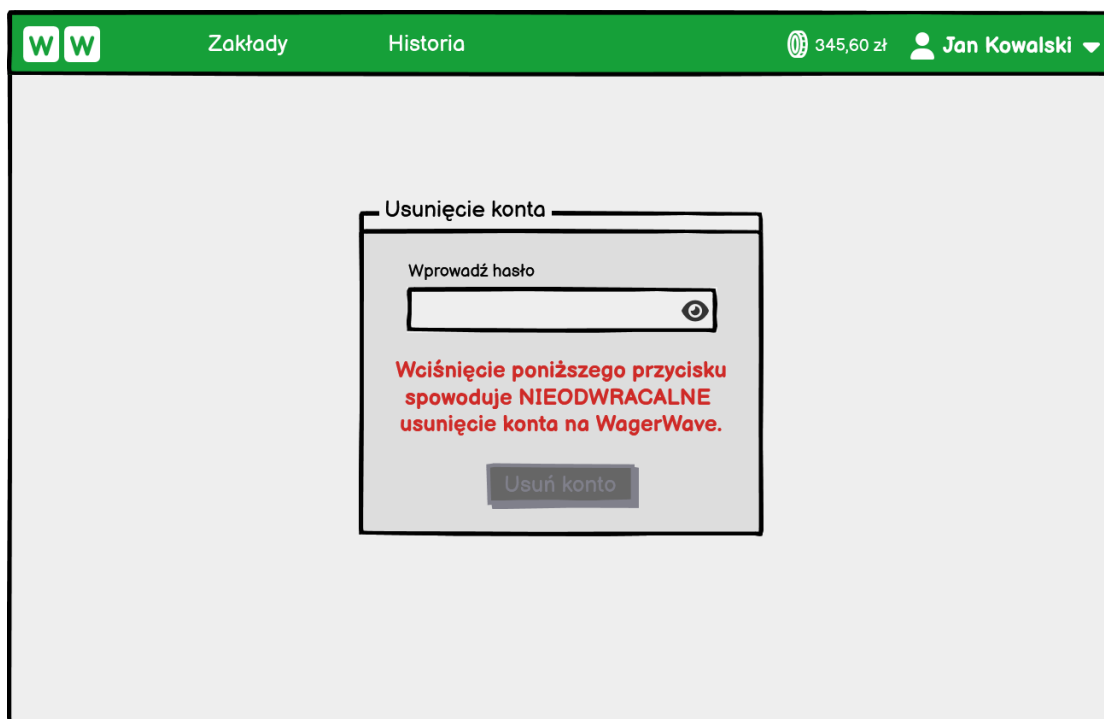 W W Zakłady Historia 345,60 zł Jan Kowalski
Usunięcie konta
Wprowadź hasło
Wciśnięcie poniższego przycisku
spowoduje NIEODWRACALNE
usunięcie konta na WagerWave.
Usuń konto